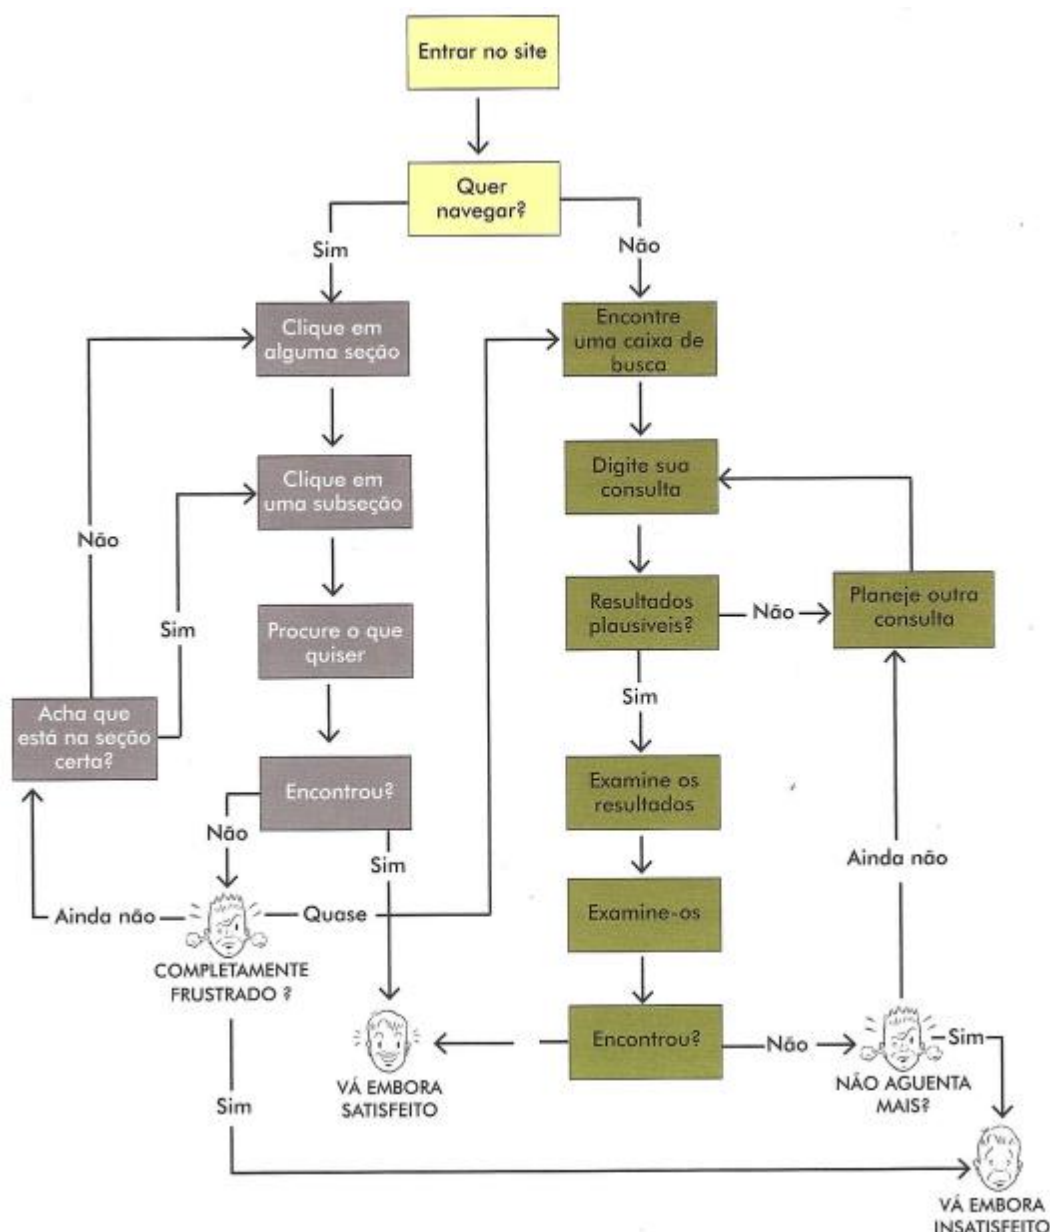 Entrar no site
Quer
navegar?
Sim
Não
Clique em
alguma seção
Encontre
uma caixa de
busca
Clique em
uma subseção
Digite sua
consulta
Não
Sim
Procure o que
quiser
Resultados
plausiveis?
Não
Planeje outra
consulta
Sim
Acha que
está na seção
certa?
Encontrou?
Examine os
resultados
Não
Sim
Ainda não
Ainda não
Quase
Examine-os
COMPLETAMENTE
FRUSTRADO ?
Encontrou?
Não
Sim
NÃO AGUENTA
MAIS?
VÁ EMBORA
SATISFEITO
Sim
VÁ EMBORA
INSATISFEITO